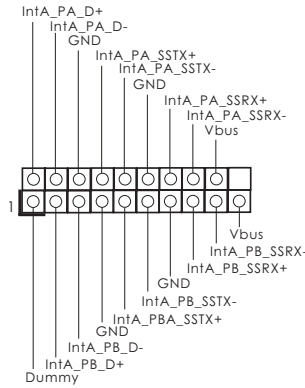 IntA_PA_D+
IntA_PA_D-
GND
IntA_PA_SSTX+
IntA_PA_SSTX-
GND
IntA_PA_SSRX+
IntA_PA_SSRX-
Vbus
1
Vbus
IntA_PB_SSRX-
IntA_PB_SSRX+
GND
IntA_PB_SSTX-
IntA_PBA_SSTX+
GND
IntA_PB_D-
IntA_PB_D+
Dummy